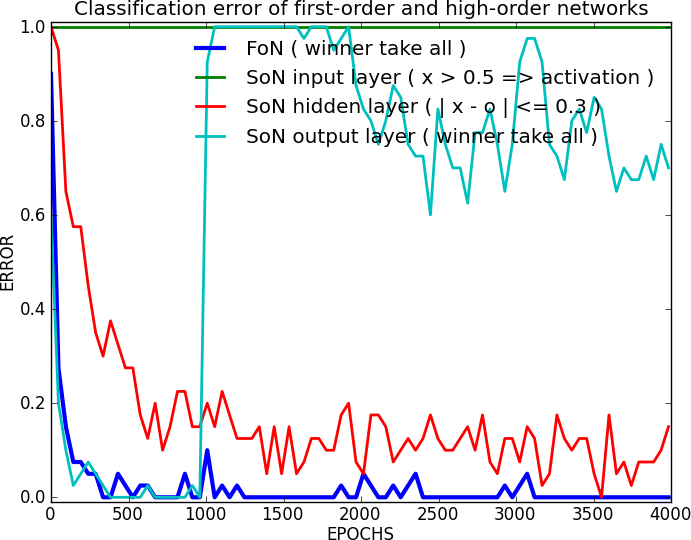 Classification error of first-order and high-order networks
1.0
FoN ( winner take all )
SoN input layer ( x > 0.5 => activation )
SoN hidden layer ( | x - o | <= 0.3 )
SoN output layer ( winner take all )
0.8
0.6
ERROR
0.4
0.2
0.0
0 500 1000 1500 2000 2500 3000 3500 4000
EPOCHS